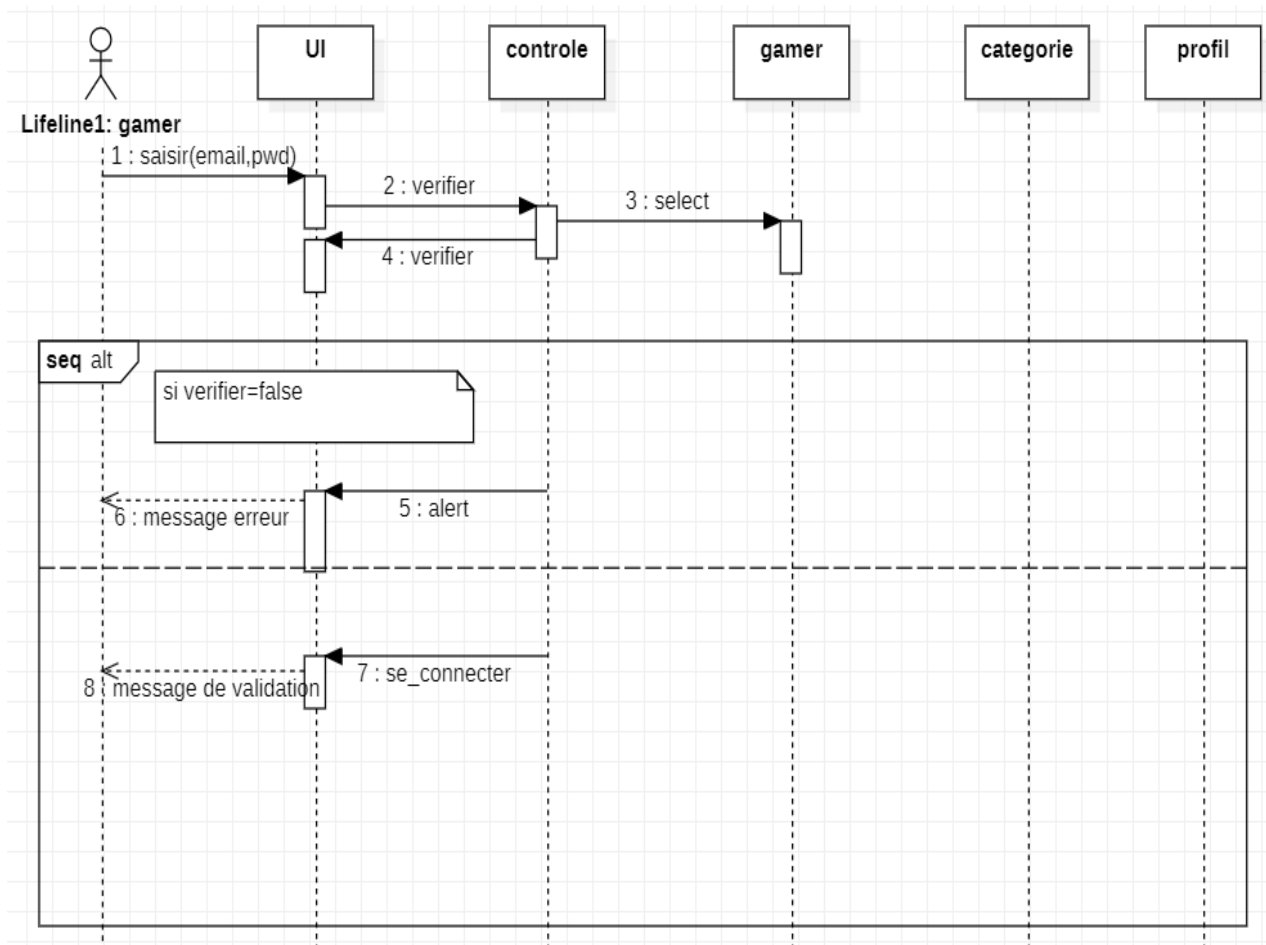 UI
controle
gamer
categorie
profil
Lifeline1: gamer
1 : saisir(email,pwd)
2 : verifier
3 : select
4 : verifier
seq alt
si verifier=false
5 : alert
6 : message erreur
7 : se_connecter
8 : message de validation